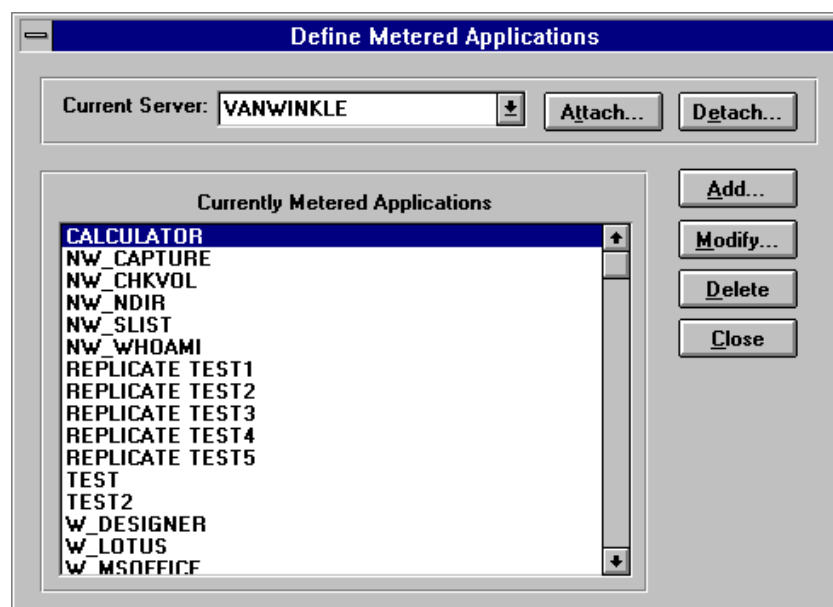 Define Metered Applications
Current Server: VANWINKLE Attach... Detach...
Currently Metered Applications
CALCULATOR
NW_CAPTURE
NW_CHKVOL
NW_NDIR
NW_SLIST
NW_WHOAMI
REPLICATE TEST1
REPLICATE TEST2
REPLICATE TEST3
REPLICATE TEST4
REPLICATE TEST5
TEST
TEST2
W_DESIGNER
W_LOTUS
W_MSOFFICE
Add...
Modify...
Delete
Close